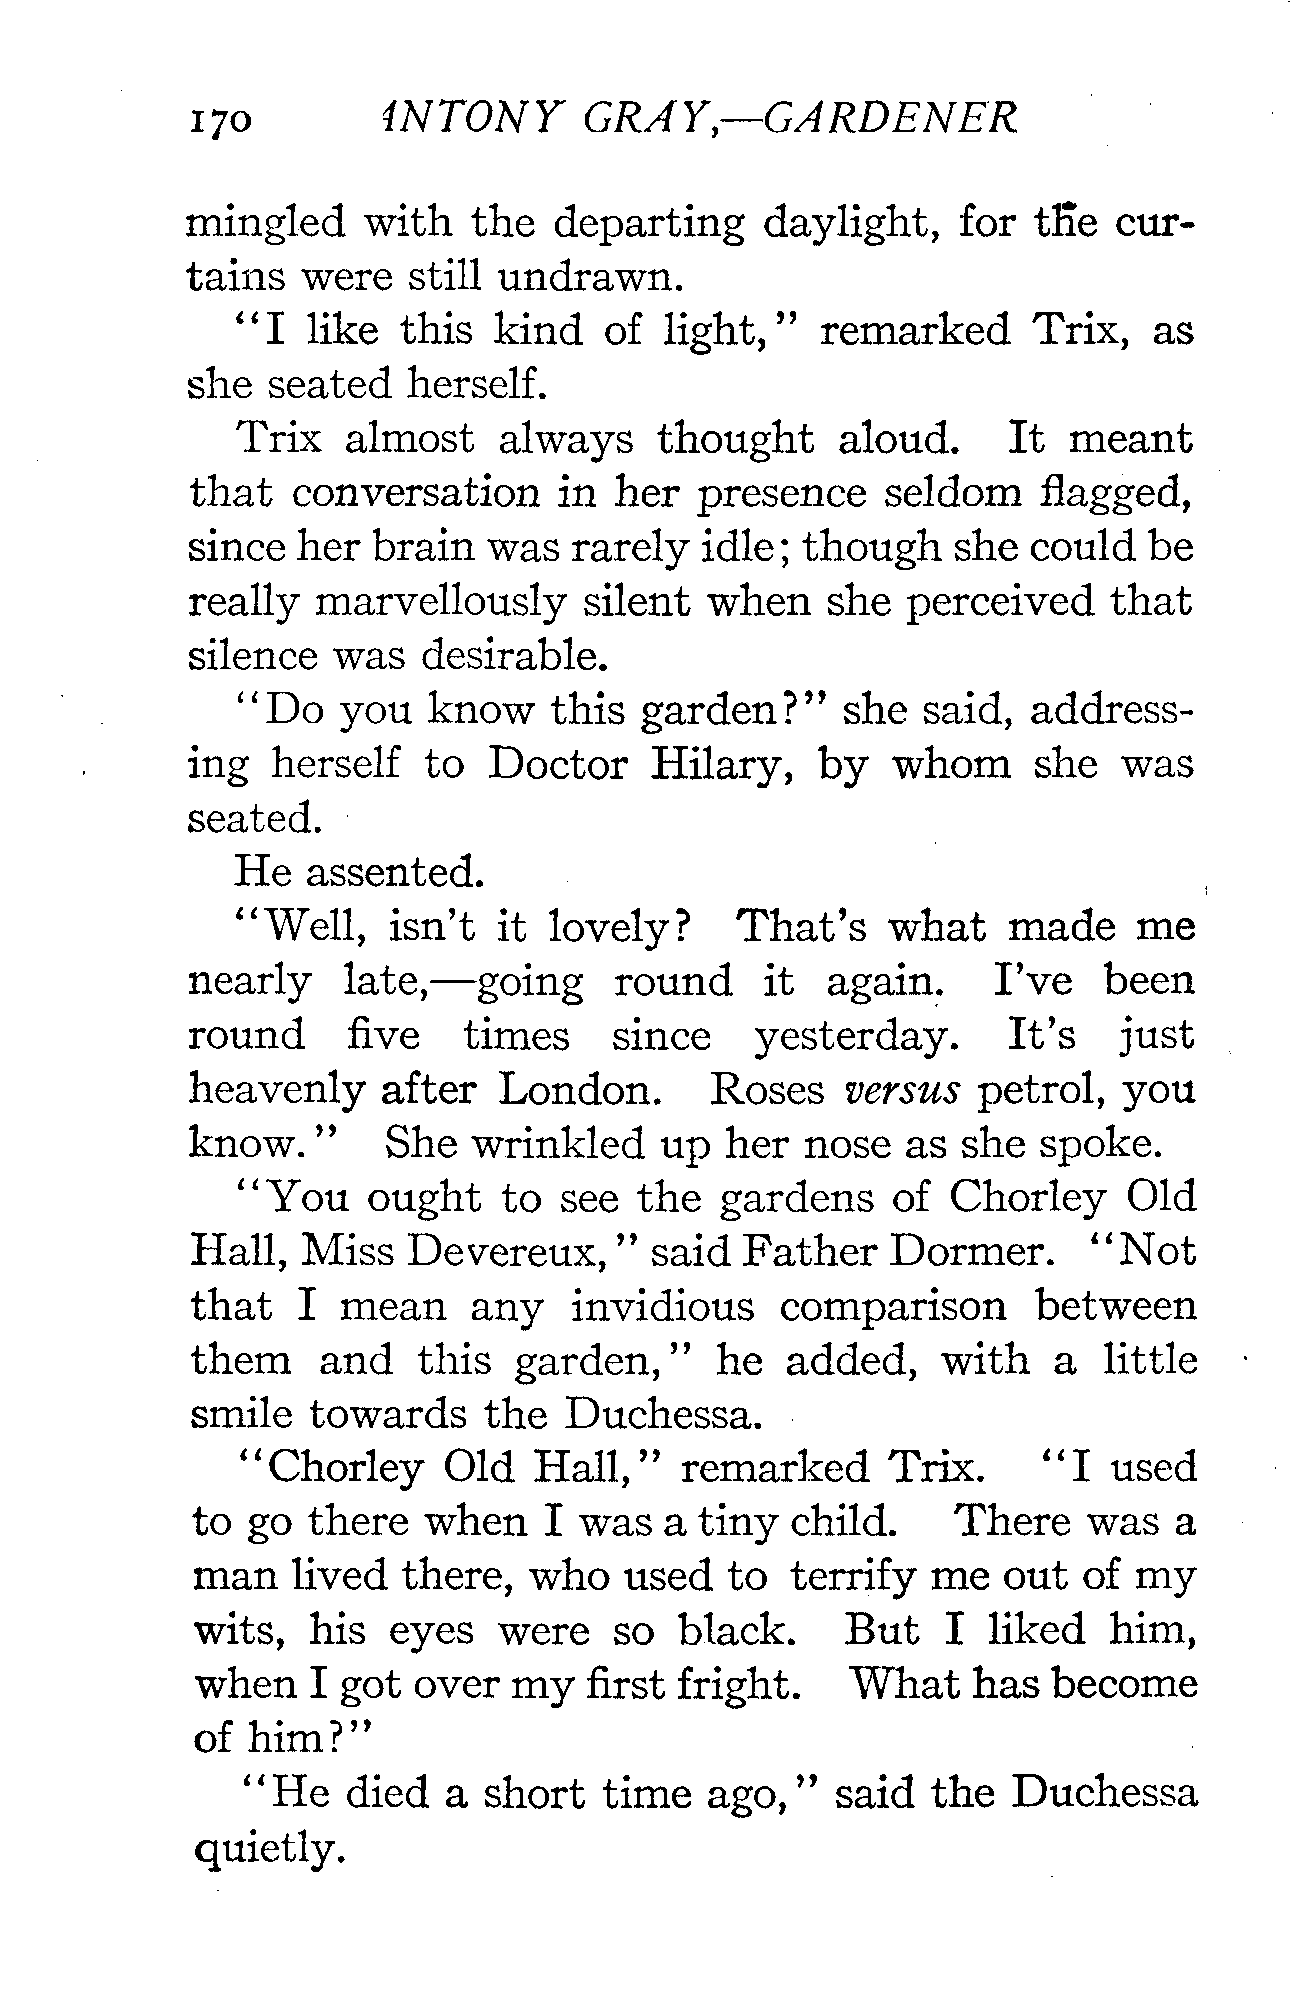 170 ANTONY GRAY,—GARDENER
mingled with the departing daylight, for the cur-
tains were still undrawn.
"I like this kind of light," remarked Trix, as
she seated herself.
Trix almost always thought aloud. It meant
that conversation in her presence seldom flagged,
since her brain was rarely idle; though she could be
really marvellously silent when she perceived that
silence was desirable.
"Do you know this garden?" she said, address-
ing herself to Doctor Hilary, by whom she was
seated.
He assented.
"Well, isn't it lovely? That's what made me
nearly late,—going round it again. I've been
round five times since yesterday. It's just
heavenly after London. Roses versus petrol, you
know." She wrinkled up her nose as she spoke.
"You ought to see the gardens of Chorley Old
Hall, Miss Devereux," said Father Dormer. "Not
that I mean any invidious comparison between
them and this garden," he added, with a little
smile towards the Duchessa.
"Chorley Old Hall," remarked Trix. "I used
to go there when I was a tiny child. There was a
man lived there, who used to terrify me out of my
wits, his eyes were so black. But I liked him,
when I got over my first fright. What has become
of him?"
"He died a short time ago," said the Duchessa
quietly.